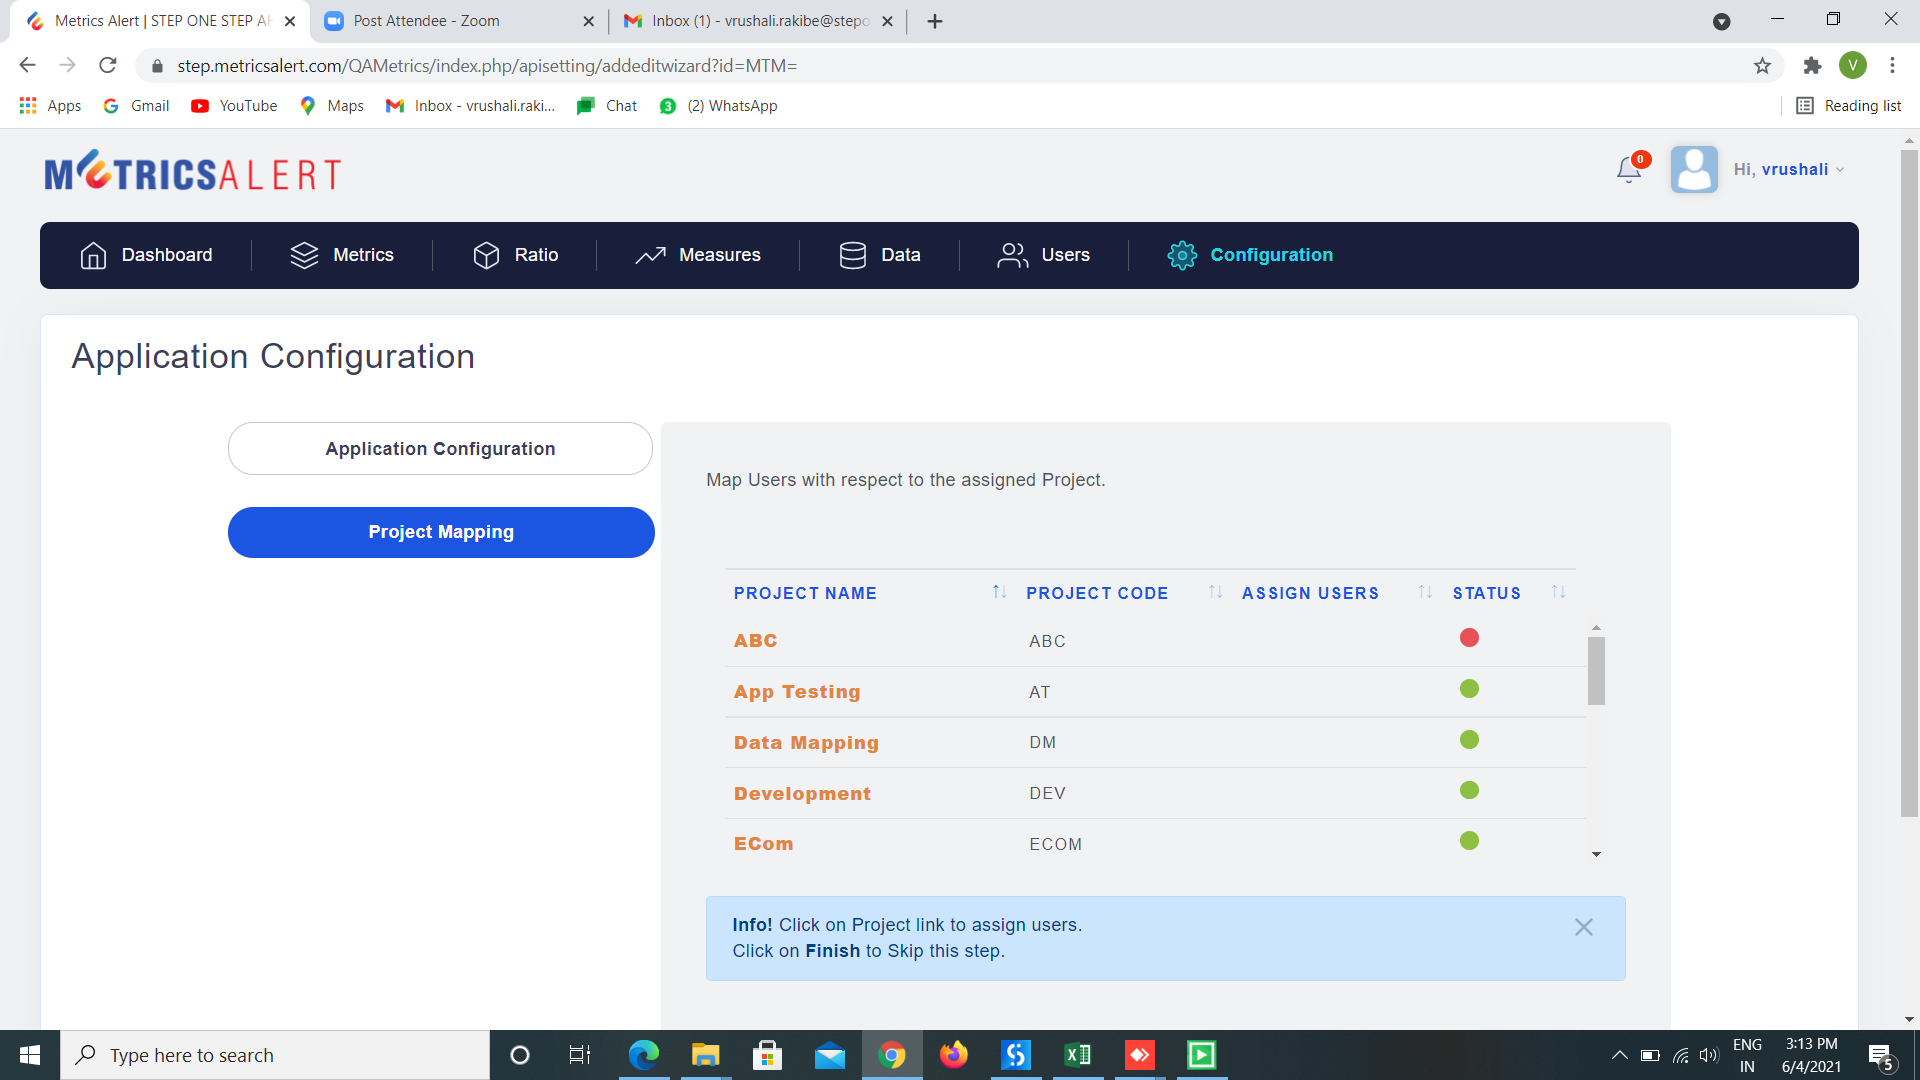 Metrics Alert | STEP ONE STEP AH
Post Attendee - Zoom
Inbox (1) - vrushali.rakibe@stepo
step.metricsalert.com/QAMetrics/index.php/apisetting/addeditwizard?id=MTM=
V
Apps
Gmail
YouTube
Maps
Inbox - vrushali.raki...
Chat
3
(2) WhatsApp
Reading list
METRICSALERT
0
Hi, vrushali
Dashboard
Metrics
Ratio
Measures
Data
Users
Configuration
Application Configuration
Application Configuration
Project Mapping
Map Users with respect to the assigned Project.
PROJECT NAME PROJECT CODE ASSIGN USERS STATUS
ABC ABC
App Testing AT
Data Mapping DM
Development DEV
ECom ECOM
Info! Click on Project link to assign users.
Click on Finish to Skip this step.
Type here to search
ENG
IN
3:13 PM
6/4/2021
5